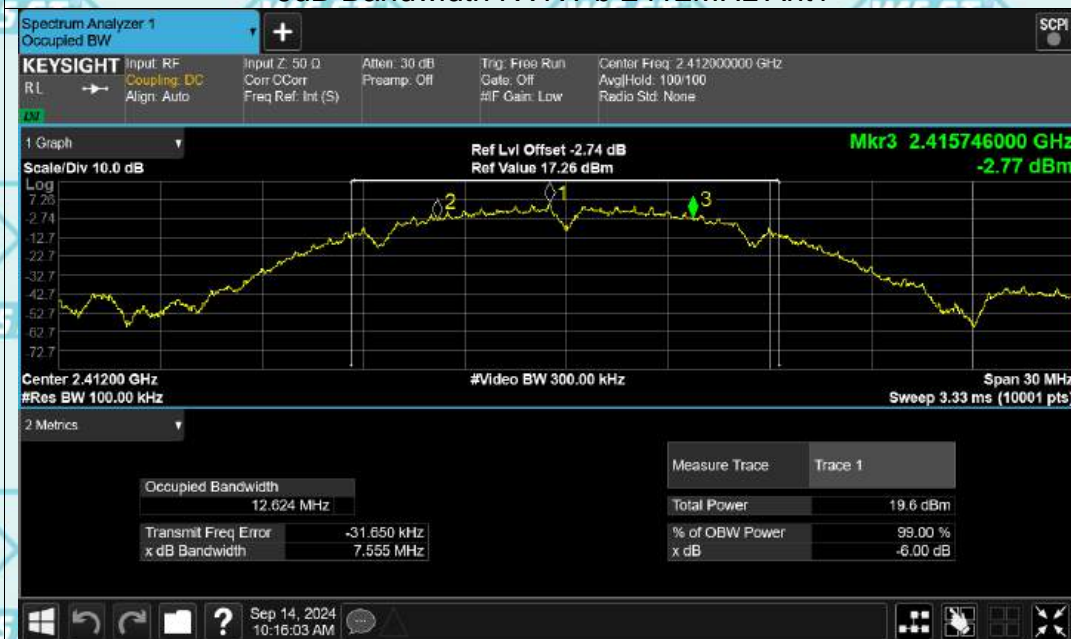 Spectrum Analyzer 1
Occupied BW
+
SCPI
KEYSIGHT
RL
Input: RF
Coupling: DC
Align: Auto
Input Z: 50 Ω
Corr CCorr
Freq Ref: Int (S)
Atten: 30 dB
Preamp: Off
Trig: Free Run
Gate: Off
#IF Gain: Low
Center Freq: 2.412000000 GHz
Avg|Hold: 100/100
Radio Std: None
1 Graph
Scale/Div 10.0 dB
Ref Lvl Offset -2.74 dB
Ref Value 17.26 dBm
Mkr3 2.415746000 GHz
-2.77 dBm
Log
7.26
-2.74
-12.7
-22.7
-32.7
-42.7
-52.7
-62.7
-72.7
2
1
3
Center 2.41200 GHz
#Video BW 300.00 kHz
Span 30 MHz
#Res BW 100.00 kHz
Sweep 3.33 ms (10001 pts)
2 Metrics
Measure Trace Trace 1
Occupied Bandwidth
12.624 MHz
Total Power 19.6 dBm
Transmit Freq Error -31.650 kHz
% of OBW Power 99.00 %
x dB Bandwidth 7.555 MHz
x dB -6.00 dB
?
Sep 14, 2024
10:16:03 AM